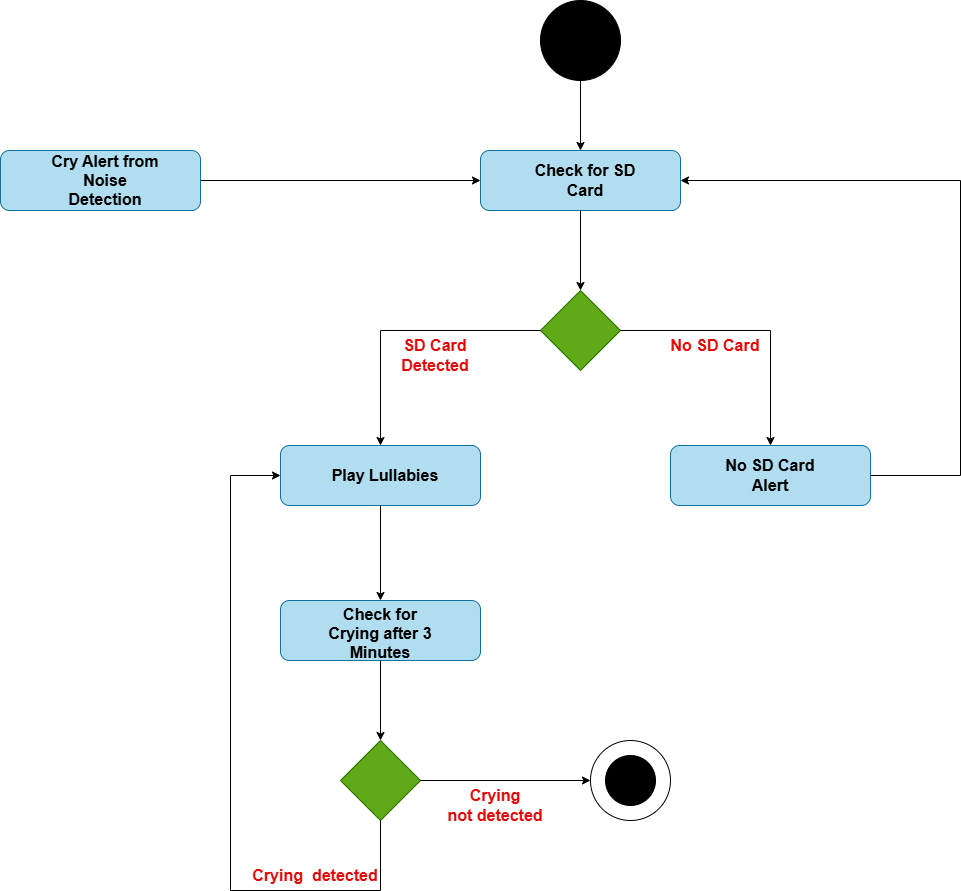 Cry Alert from
Noise
Detection
Check for SD
Card
SD Card
Detected
No SD Card
Play Lullabies
No SD Card
Alert
Check for
Crying after 3
Minutes
Crying
not detected
Crying  detected